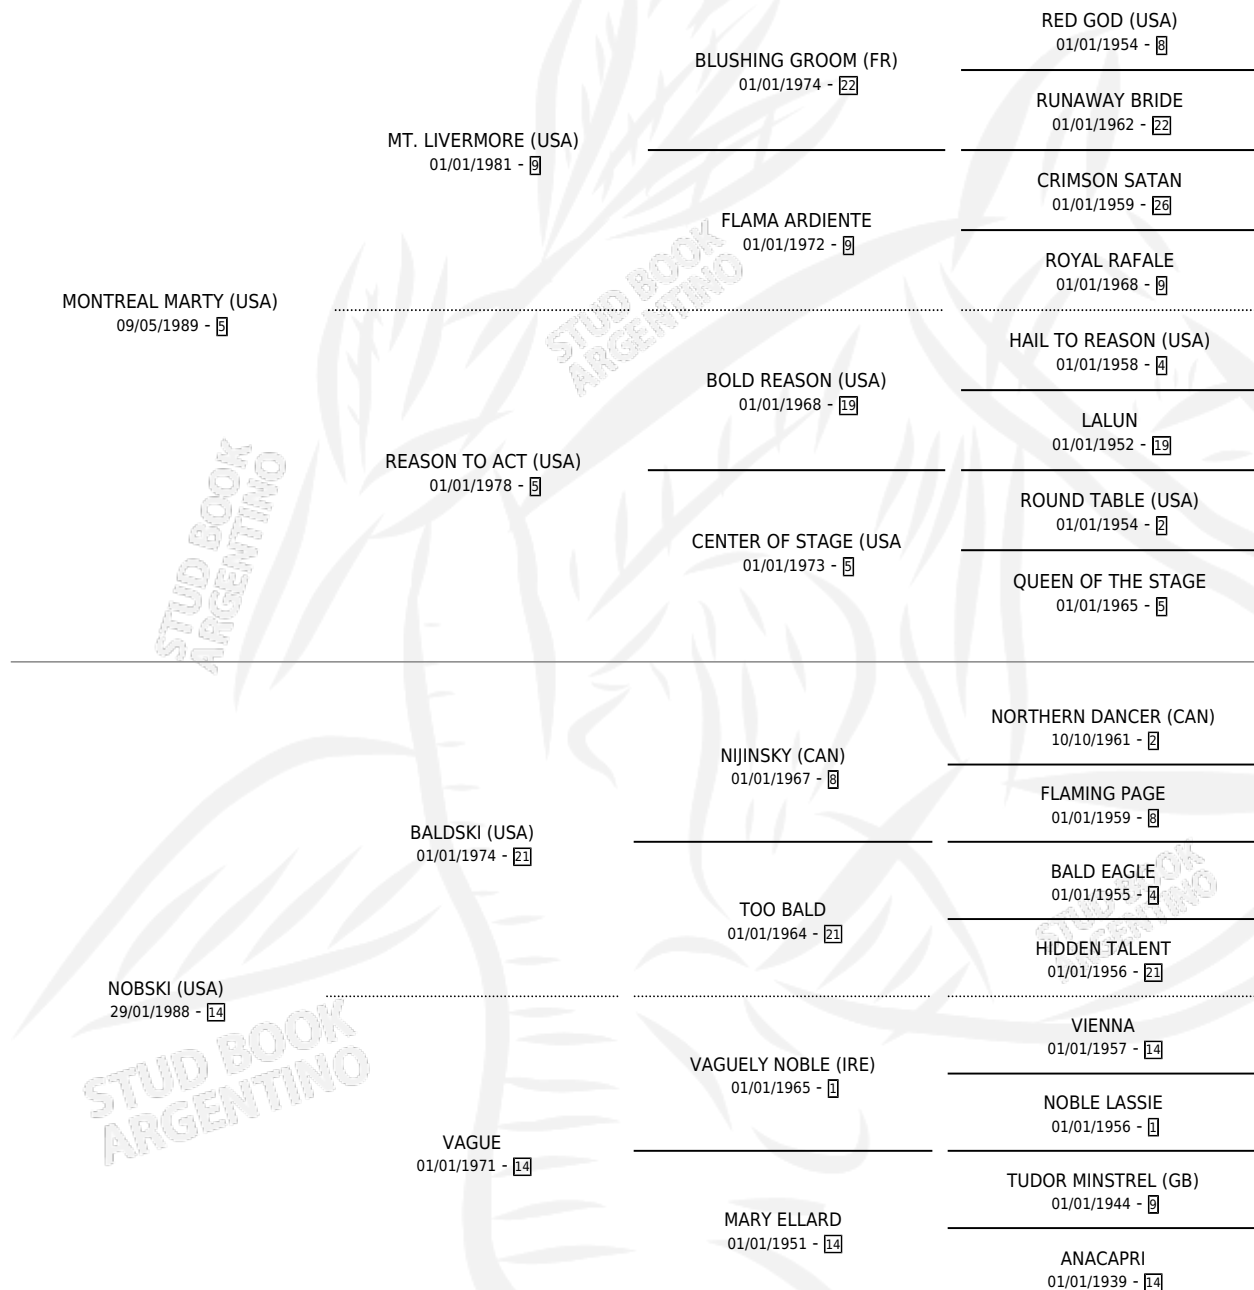 RED GOD (USA)
01/01/1954 - 8
BLUSHING GROOM (FR)
01/01/1974 - 22
RUNAWAY BRIDE
01/01/1962 - 22
MT. LIVERMORE (USA)
01/01/1981 - 9
CRIMSON SATAN
01/01/1959 - 26
FLAMA ARDIENTE
01/01/1972 - 9
ROYAL RAFALE
01/01/1968 - 9
MONTREAL MARTY (USA)
09/05/1989 - 5
HAIL TO REASON (USA)
01/01/1958 - 4
BOLD REASON (USA)
01/01/1968 - 19
LALUN
01/01/1952 - 19
REASON TO ACT (USA)
01/01/1978 - 5
ROUND TABLE (USA)
01/01/1954 - 2
CENTER OF STAGE (USA
01/01/1973 - 5
QUEEN OF THE STAGE
01/01/1965 - 5
NORTHERN DANCER (CAN)
10/10/1961 - 2
NIJINSKY (CAN)
01/01/1967 - 8
FLAMING PAGE
01/01/1959 - 8
BALDSKI (USA)
01/01/1974 - 21
BALD EAGLE
01/01/1955 - 4
TOO BALD
01/01/1964 - 21
HIDDEN TALENT
01/01/1956 - 21
NOBSKI (USA)
29/01/1988 - 14
VIENNA
01/01/1957 - 14
VAGUELY NOBLE (IRE)
01/01/1965 - 1
NOBLE LASSIE
01/01/1956 - 1
VAGUE
01/01/1971 - 14
TUDOR MINSTREL (GB)
01/01/1944 - 9
MARY ELLARD
01/01/1951 - 14
ANACAPRI
01/01/1939 - 14
STUD BOOK
ARGENTINO
STUD BOOK
ARGENTINO
STUD BOOK
ARGENTINO
STUD BOOK
ARGENTINO